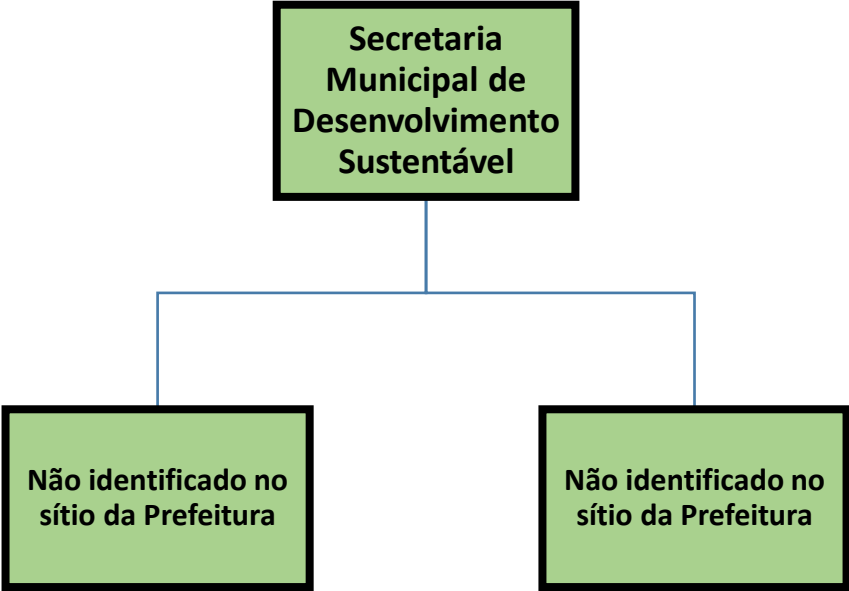 Secretaria
Municipal de
Desenvolvimento
Sustentável
Não identificado no
sítio da Prefeitura
Não identificado no
sítio da Prefeitura